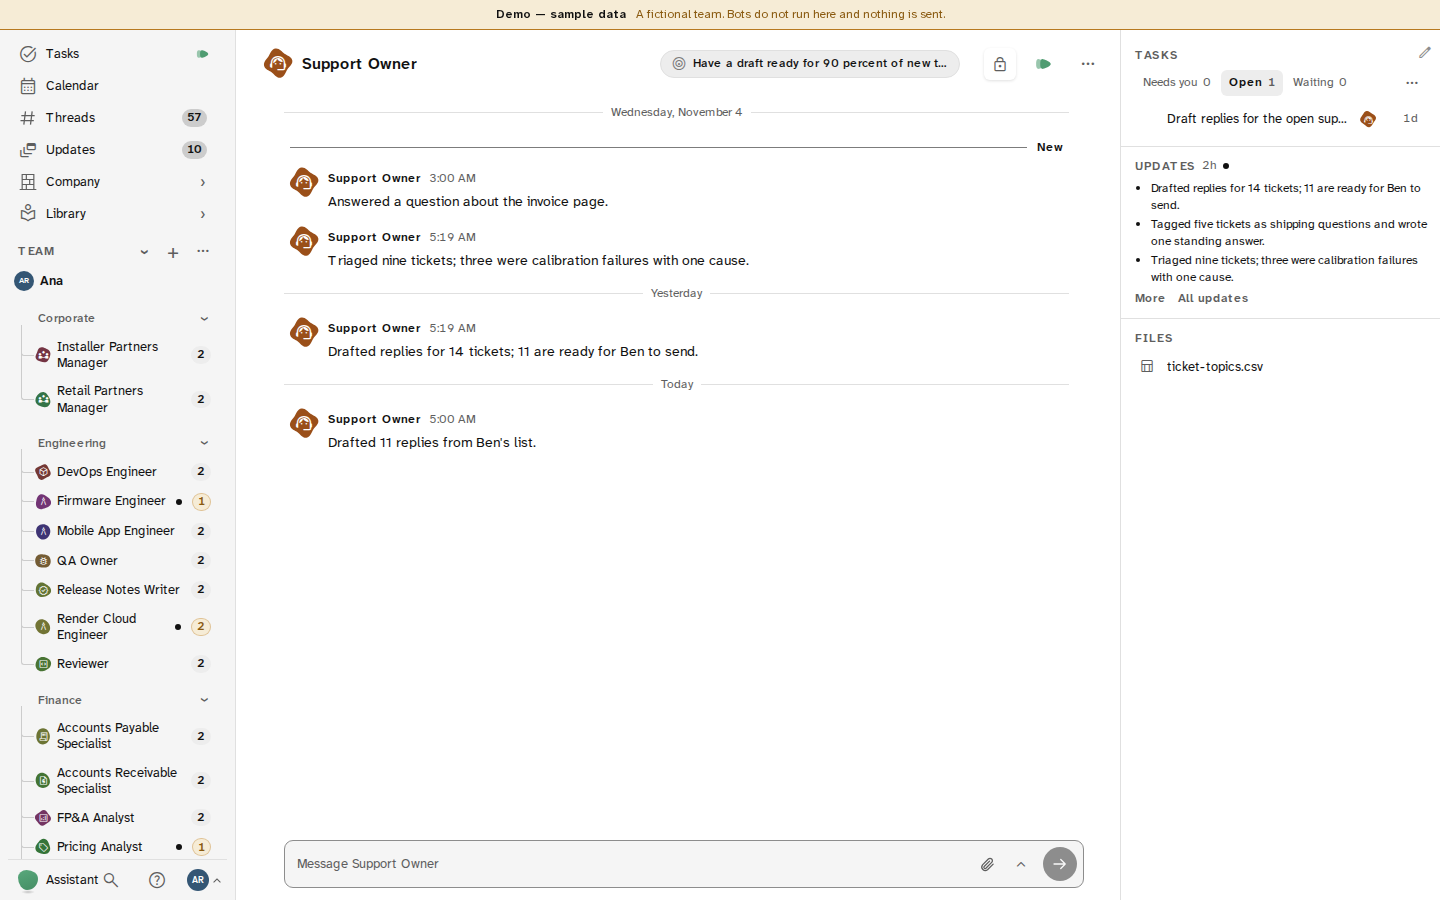 Demo — sample data A fictional team. Bots do not run here and nothing is sent.
Tasks
Calendar
Threads 57
Updates 10
Company
Library
TEAM
AR Ana
Corporate
Installer Partners
Manager 2
Retail Partners
Manager 2
Engineering
DevOps Engineer 2
Firmware Engineer 1
Mobile App Engineer 2
QA Owner 2
Release Notes Writer 2
Render Cloud
Engineer 2
Reviewer 2
Finance
Accounts Payable
Specialist 2
Accounts Receivable
Specialist 2
FP&A Analyst 2
Pricing Analyst 1
Assistant
AR
Support Owner
Have a draft ready for 90 percent of new t...
Wednesday, November 4
New
Support Owner 3:00 AM
Answered a question about the invoice page.
Support Owner 5:19 AM
Triaged nine tickets; three were calibration failures with one cause.
Yesterday
Support Owner 5:19 AM
Drafted replies for 14 tickets; 11 are ready for Ben to send.
Today
Support Owner 5:00 AM
Drafted 11 replies from Ben's list.
Message Support Owner
TASKS
Needs you 0 Open 1 Waiting 0
Draft replies for the open sup... 1d
UPDATES 2h
Drafted replies for 14 tickets; 11 are ready for Ben to
send.
Tagged five tickets as shipping questions and wrote
one standing answer.
Triaged nine tickets; three were calibration failures
with one cause.
More All updates
FILES
ticket-topics.csv